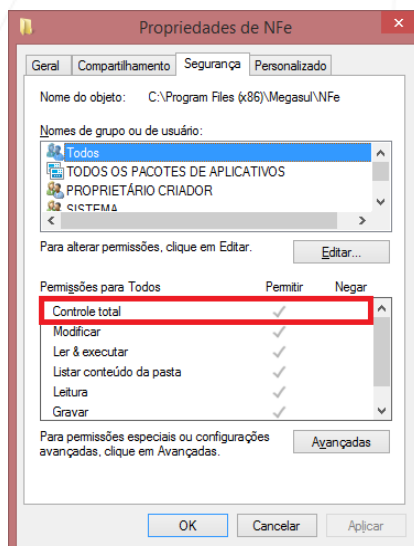 Propriedades de NFe
Geral Compartilhamento Segurança Personalizado
Nome do objeto: C:\Program Files (x86)\Megasul\NFe
Nomes de grupo ou de usuário:
Todos
TODOS OS PACOTES DE APLICATIVOS
PROPRIETÁRIO CRIADOR
SISTEMA
Para alterar permissões, clique em Editar.
Editar...
Permissões para Todos Permitir Negar
Controle total
Modificar
Ler & executar
Listar conteúdo da pasta
Leitura
Gravar
Para permissões especiais ou configurações
avançadas, clique em Avançadas.
Avançadas
OK Cancelar Aplicar